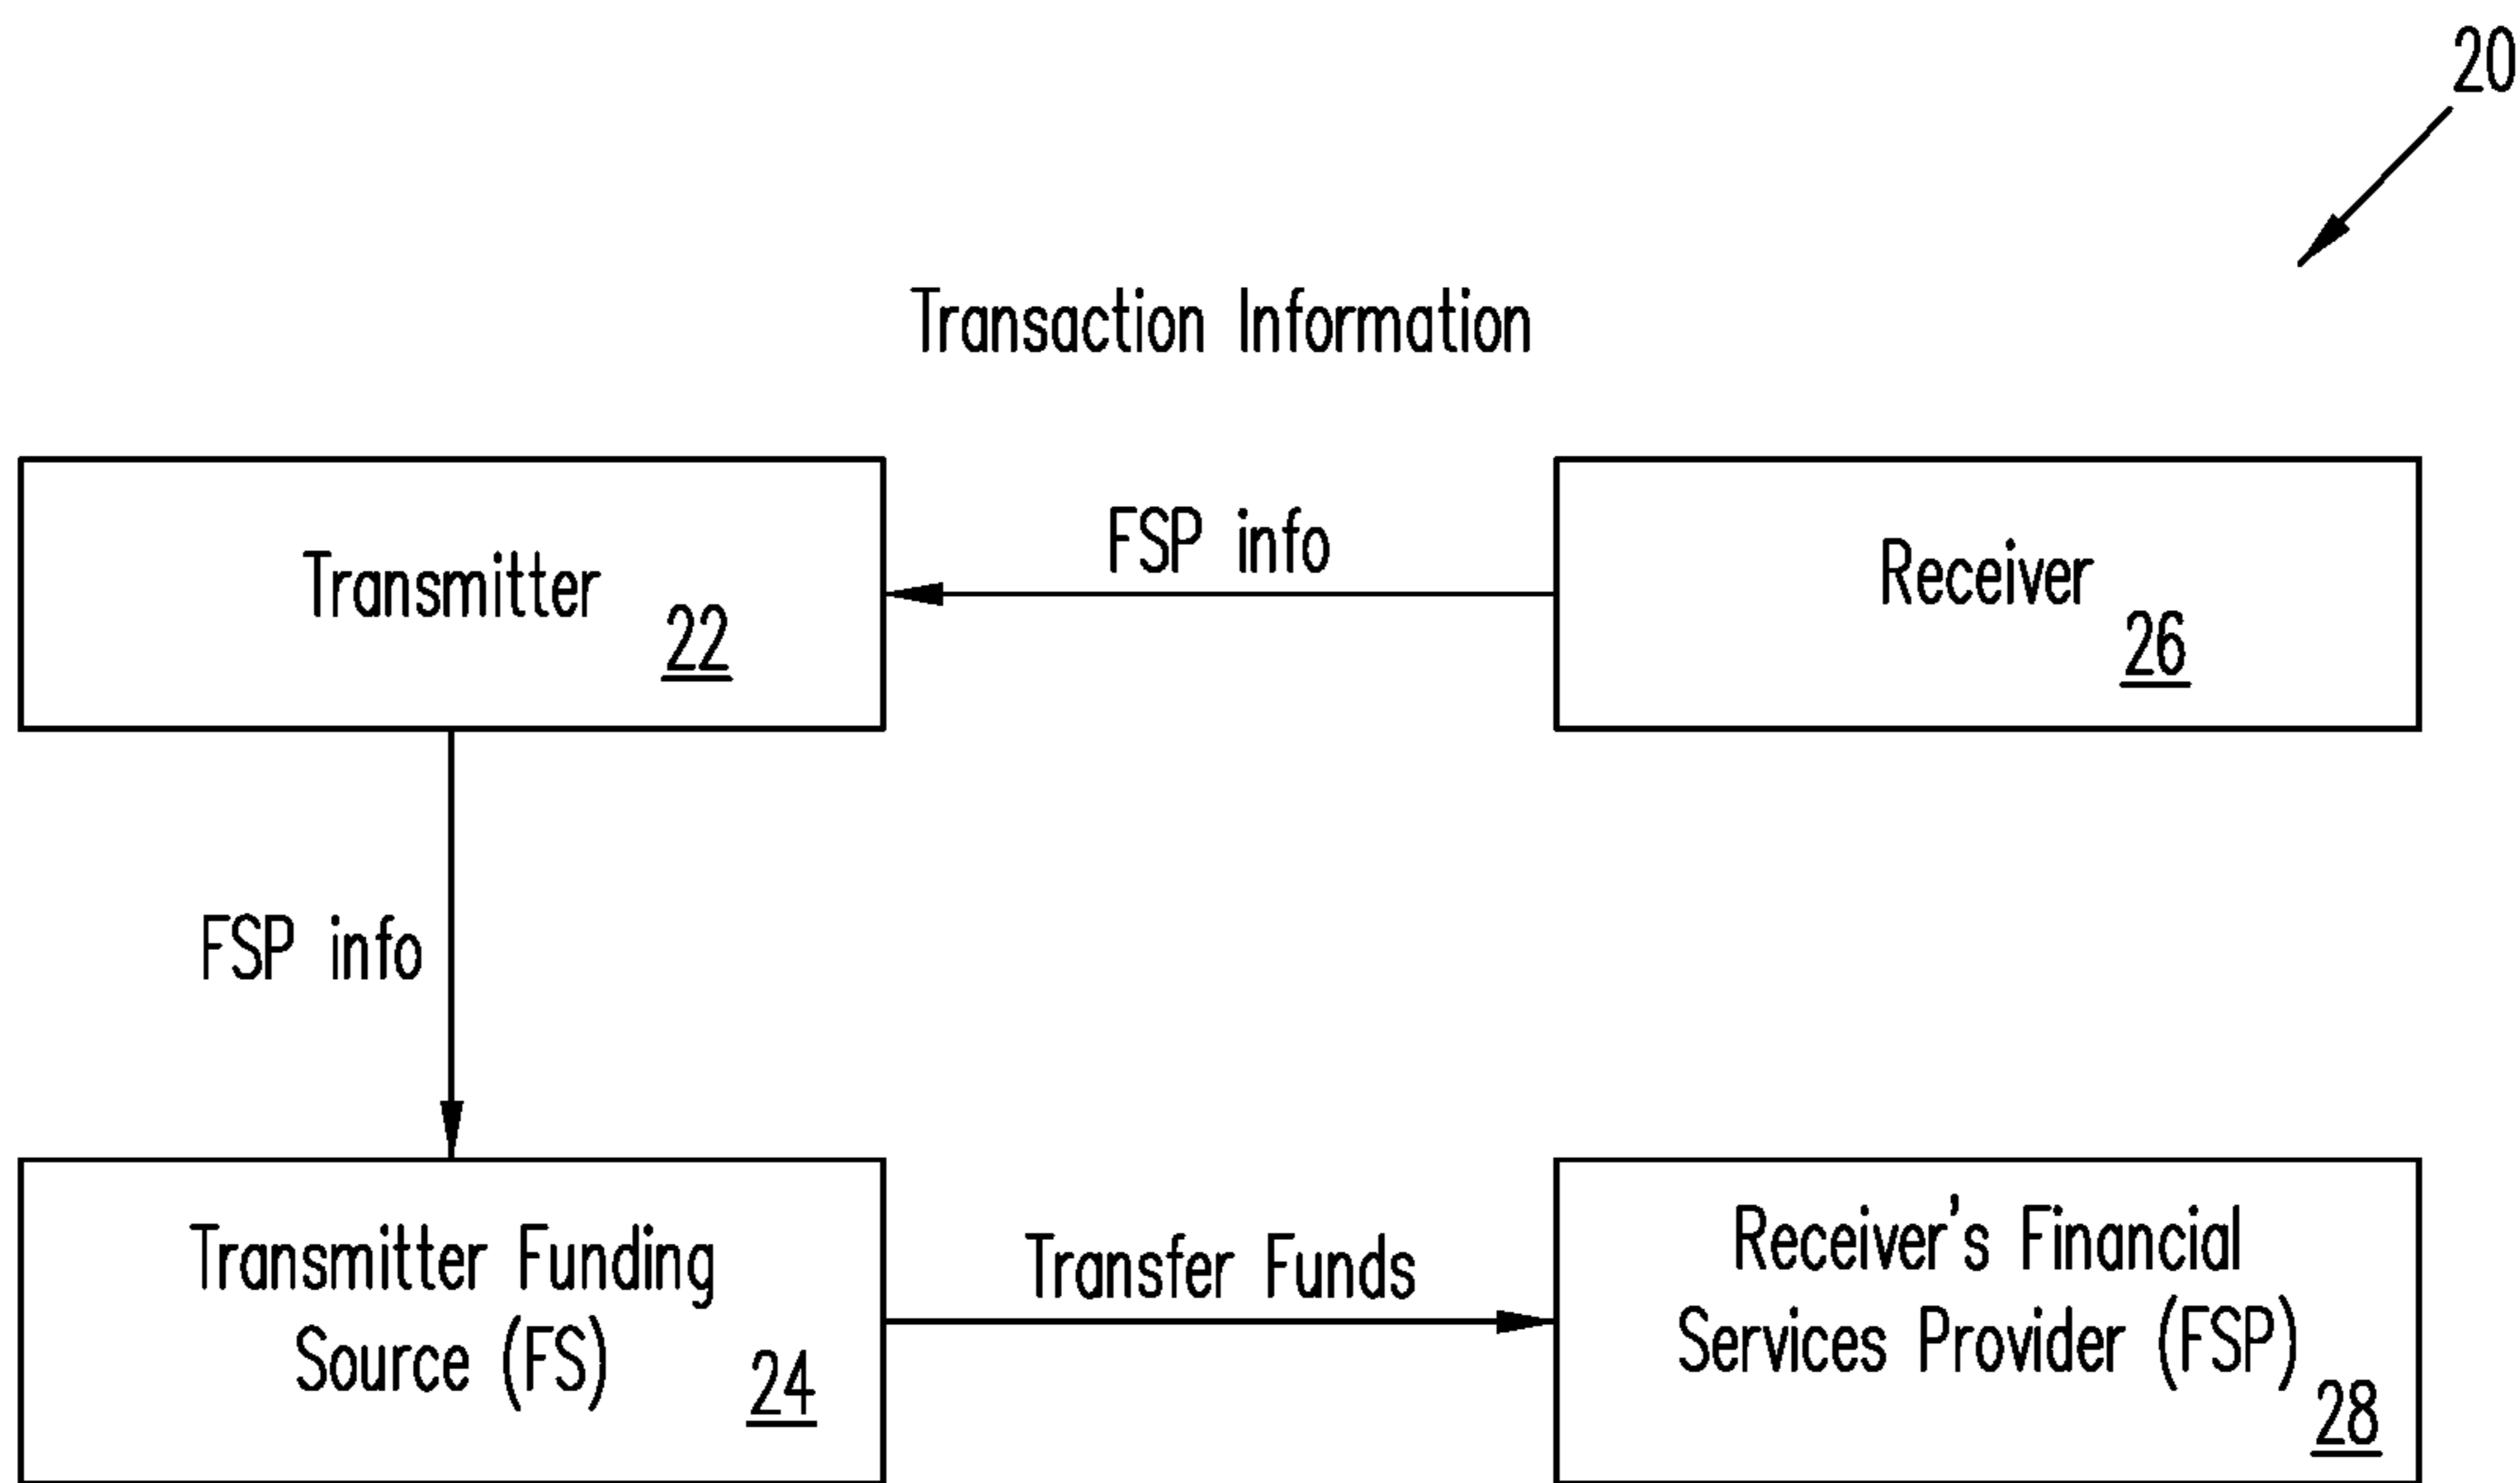 20
Transaction Information
Transmitter
22
FSP info
Receiver
26
FSP info
Transmitter Funding
Source (FS)
24
Transfer Funds
Receiver's Financial
Services Provider (FSP)
28